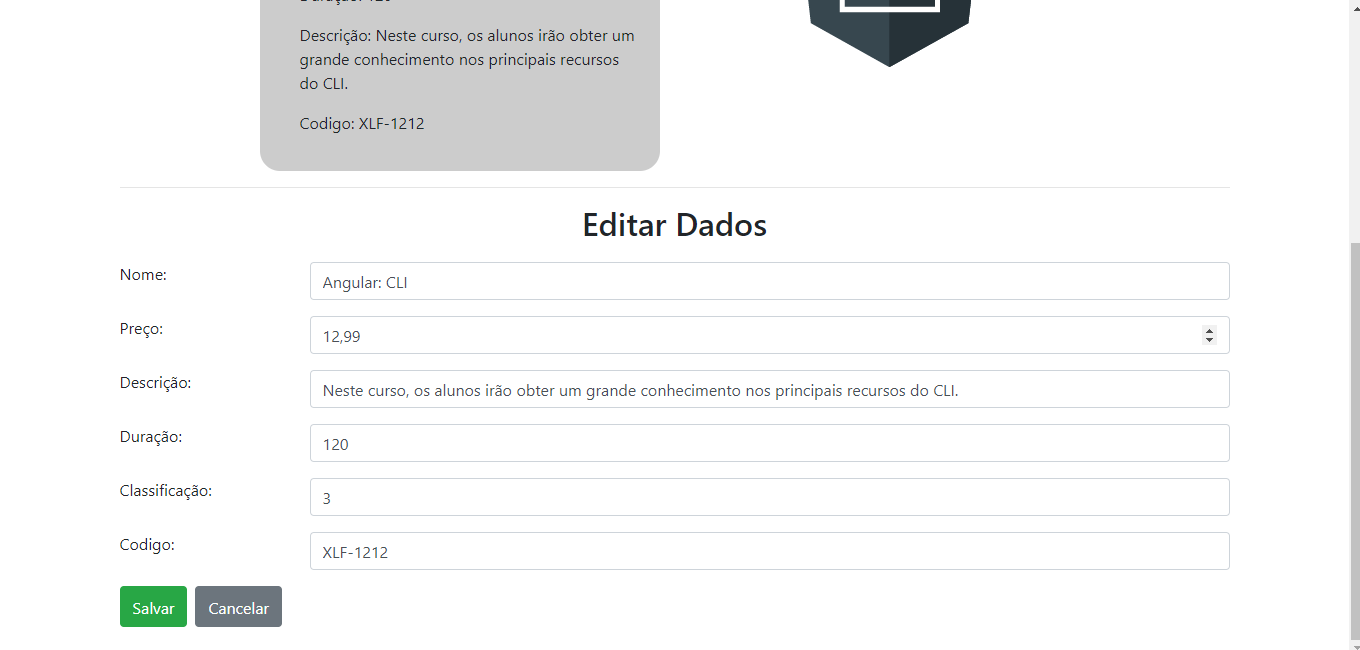 Duração: 120
Descrição: Neste curso, os alunos irão obter um
grande conhecimento nos principais recursos
do CLI.
Codigo: XLF-1212
Editar Dados
Nome:
Angular: CLI
Preço:
12,99
Descrição:
Neste curso, os alunos irão obter um grande conhecimento nos principais recursos do CLI.
Duração:
120
Classificação:
3
Codigo:
XLF-1212
Salvar Cancelar